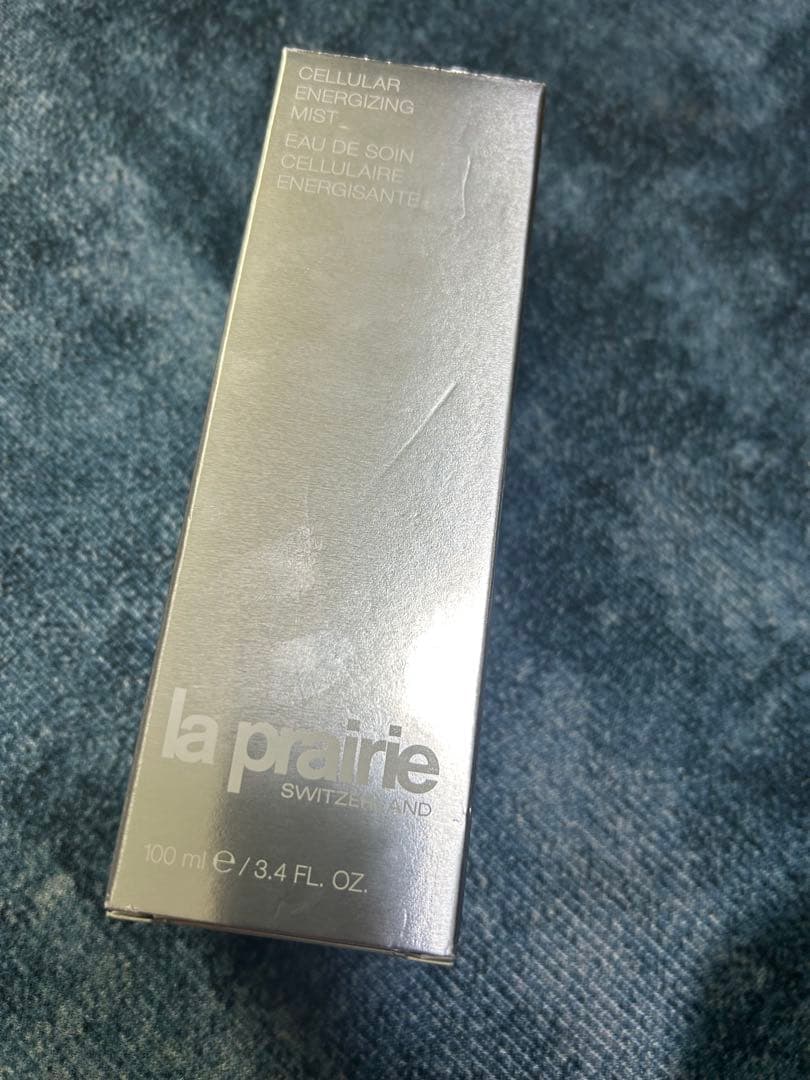 CELLULAR
ENERGIZING
MIST
EAU DE SOIN
CELLULAIRE
ENERGISANTE
la prairie
SWITZERLAND
100 ml ℮ / 3.4 FL. OZ.